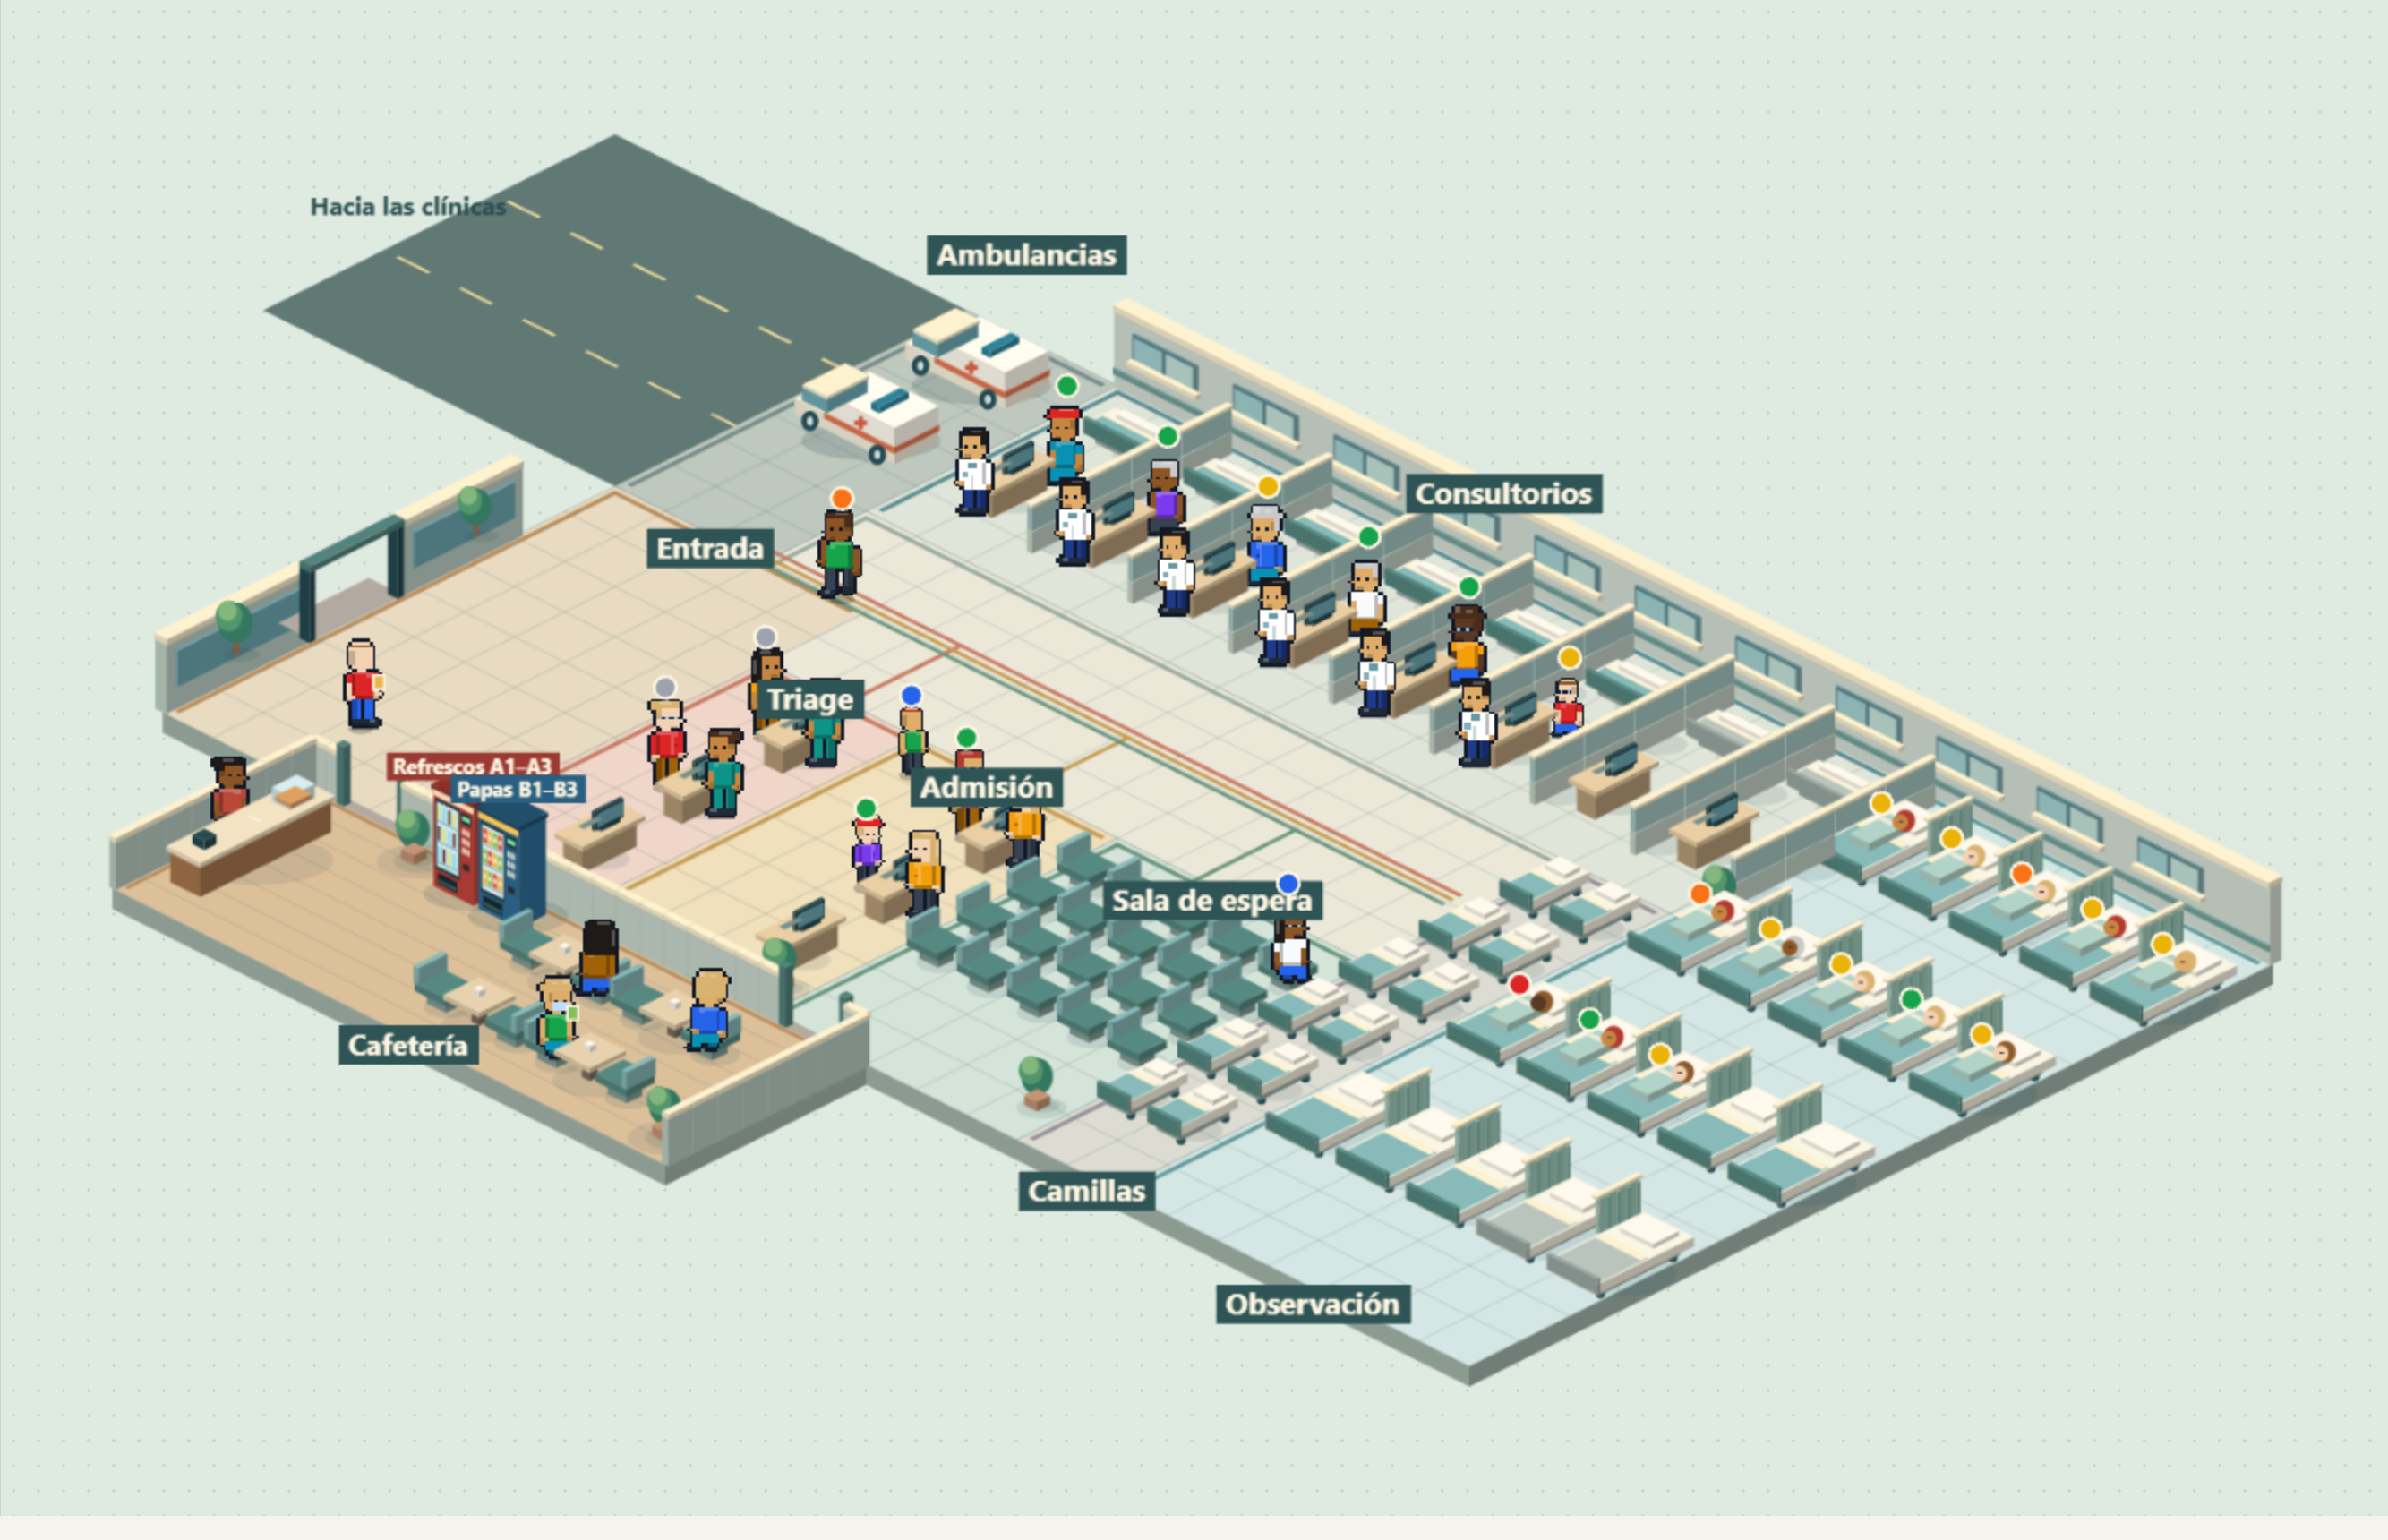 Hacia las clínicas
Ambulancias
Consultorios
Entrada
Triage
Refrescos A1–A3
Papas B1–B3
Admisión
Sala de espera
Cafetería
Camillas
Observación